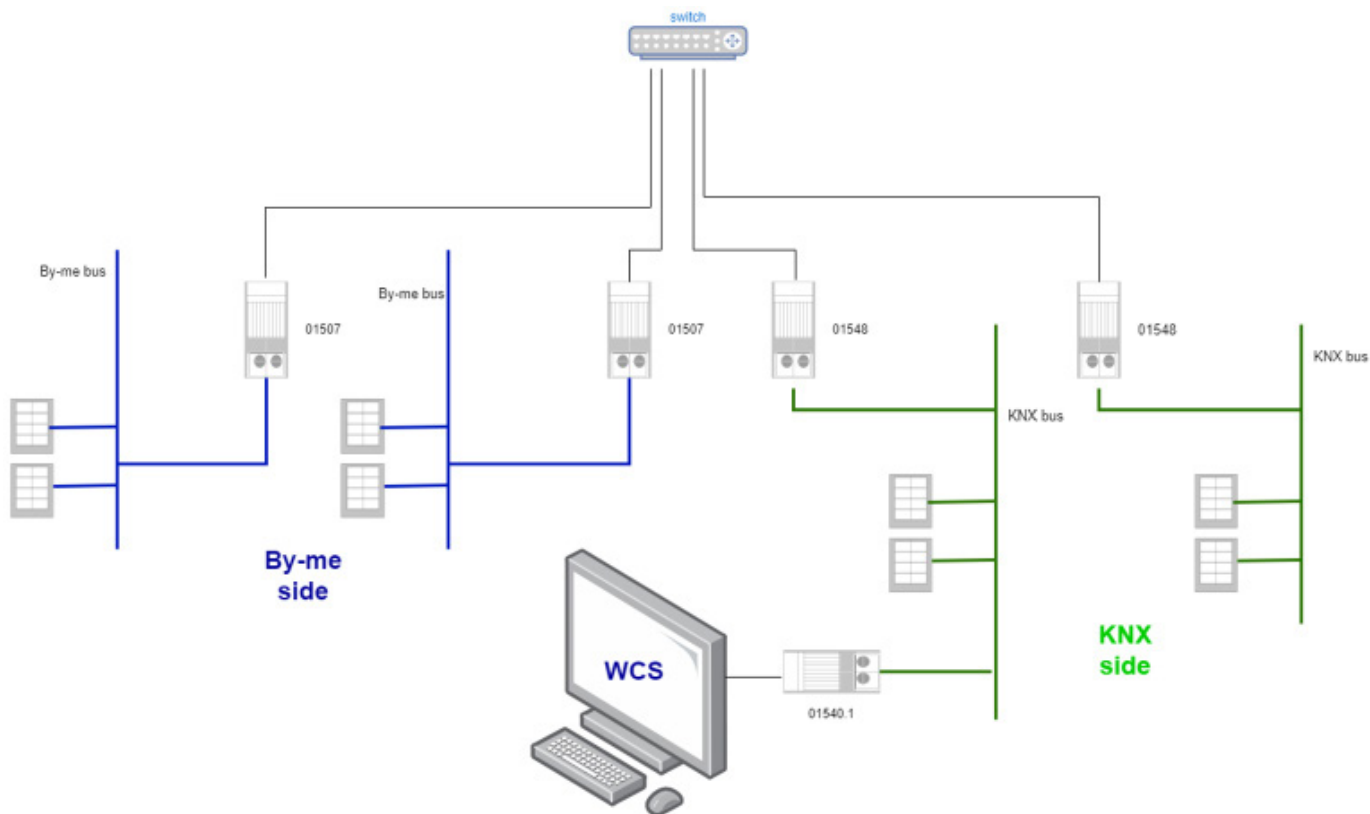 switch
By-me bus
By-me bus
01507
01507
01548
01548
KNX bus
KNX bus
By-me
side
WCS
KNX
side
01540.1